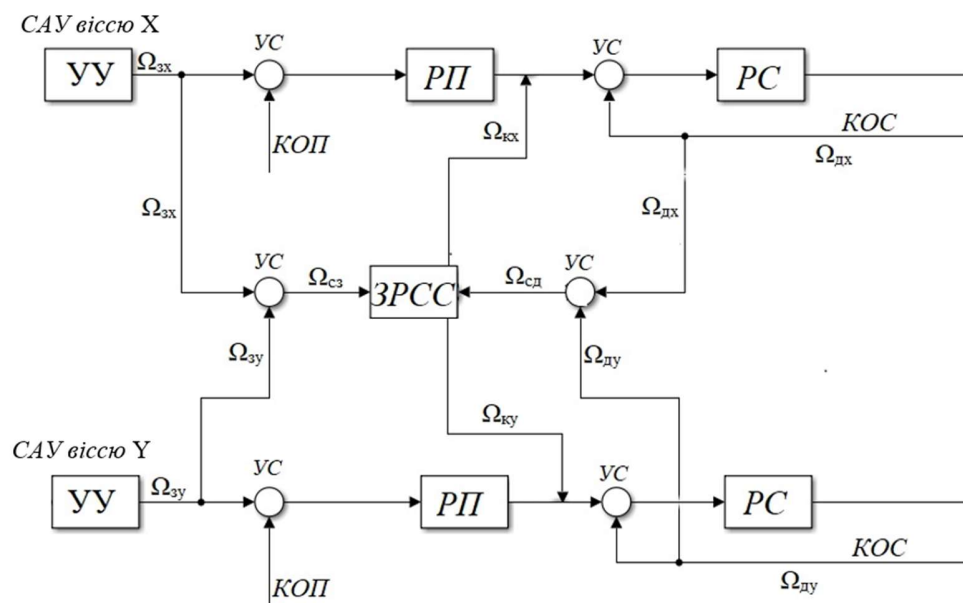 САУ віссю X
УС
УС
УУ
Ωзх
РП
РС
КОП
Ωкх
КОС
Ωдх
Ωзх
Ωдх
УС
УС
Ωсз
ЗРСС
Ωсд
Ωзу
Ωду
Ωку
САУ віссю Y
УС
УС
УУ
Ωзу
РП
РС
КОС
КОП
Ωду